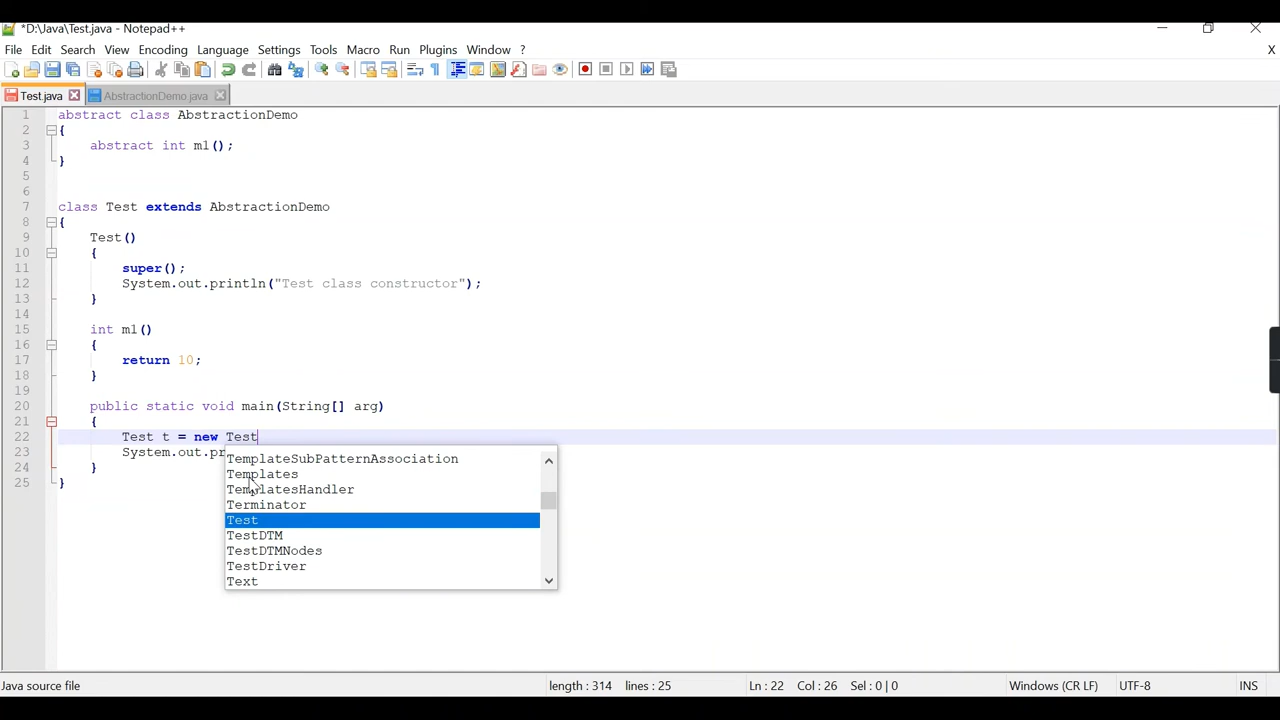 *D:\Java\Test.java - Notepad++
File Edit Search View Encoding Language Settings Tools Macro Run Plugins Window ? X
Test.java AbstractionDemo.java
1 abstract class AbstractionDemo
2 {
3 abstract int m1();
4 }
5
6
7 class Test extends AbstractionDemo
8 {
9 Test()
10 {
11 super();
12 System.out.println("Test class constructor");
13 }
14
15 int m1()
16 {
17 return 10;
18 }
19
20 public static void main(String[] arg)
21 {
22 Test t = new Test
23 System.out.pr
24 }
25 }
TemplateSubPatternAssociation
Templates
TemplatesHandler
Terminator
Test
TestDTM
TestDTMNodes
TestDriver
Text
Java source file length : 314 lines : 25 Ln : 22 Col : 26 Sel : 0 | 0 Windows (CR LF) UTF-8 INS